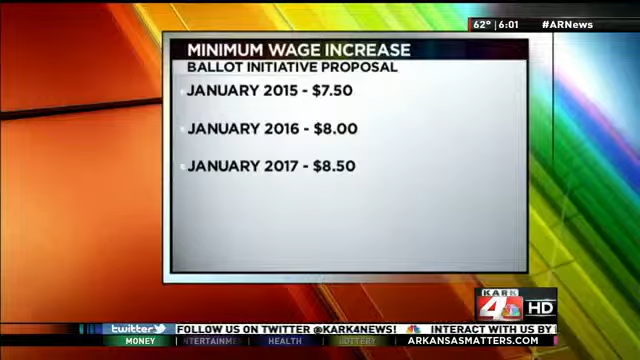 62° 6:01 #ARNews
MINIMUM WAGE INCREASE
BALLOT INITIATIVE PROPOSAL
JANUARY 2015 - $7.50
JANUARY 2016 - $8.00
JANUARY 2017 - $8.50
KARK
4 HD
twitter FOLLOW US ON TWITTER @KARK4NEWS! INTERACT WITH US BY
MONEY ENTERTAINMENT HEALTH LOTTERY ARKANSASMATTERS.COM